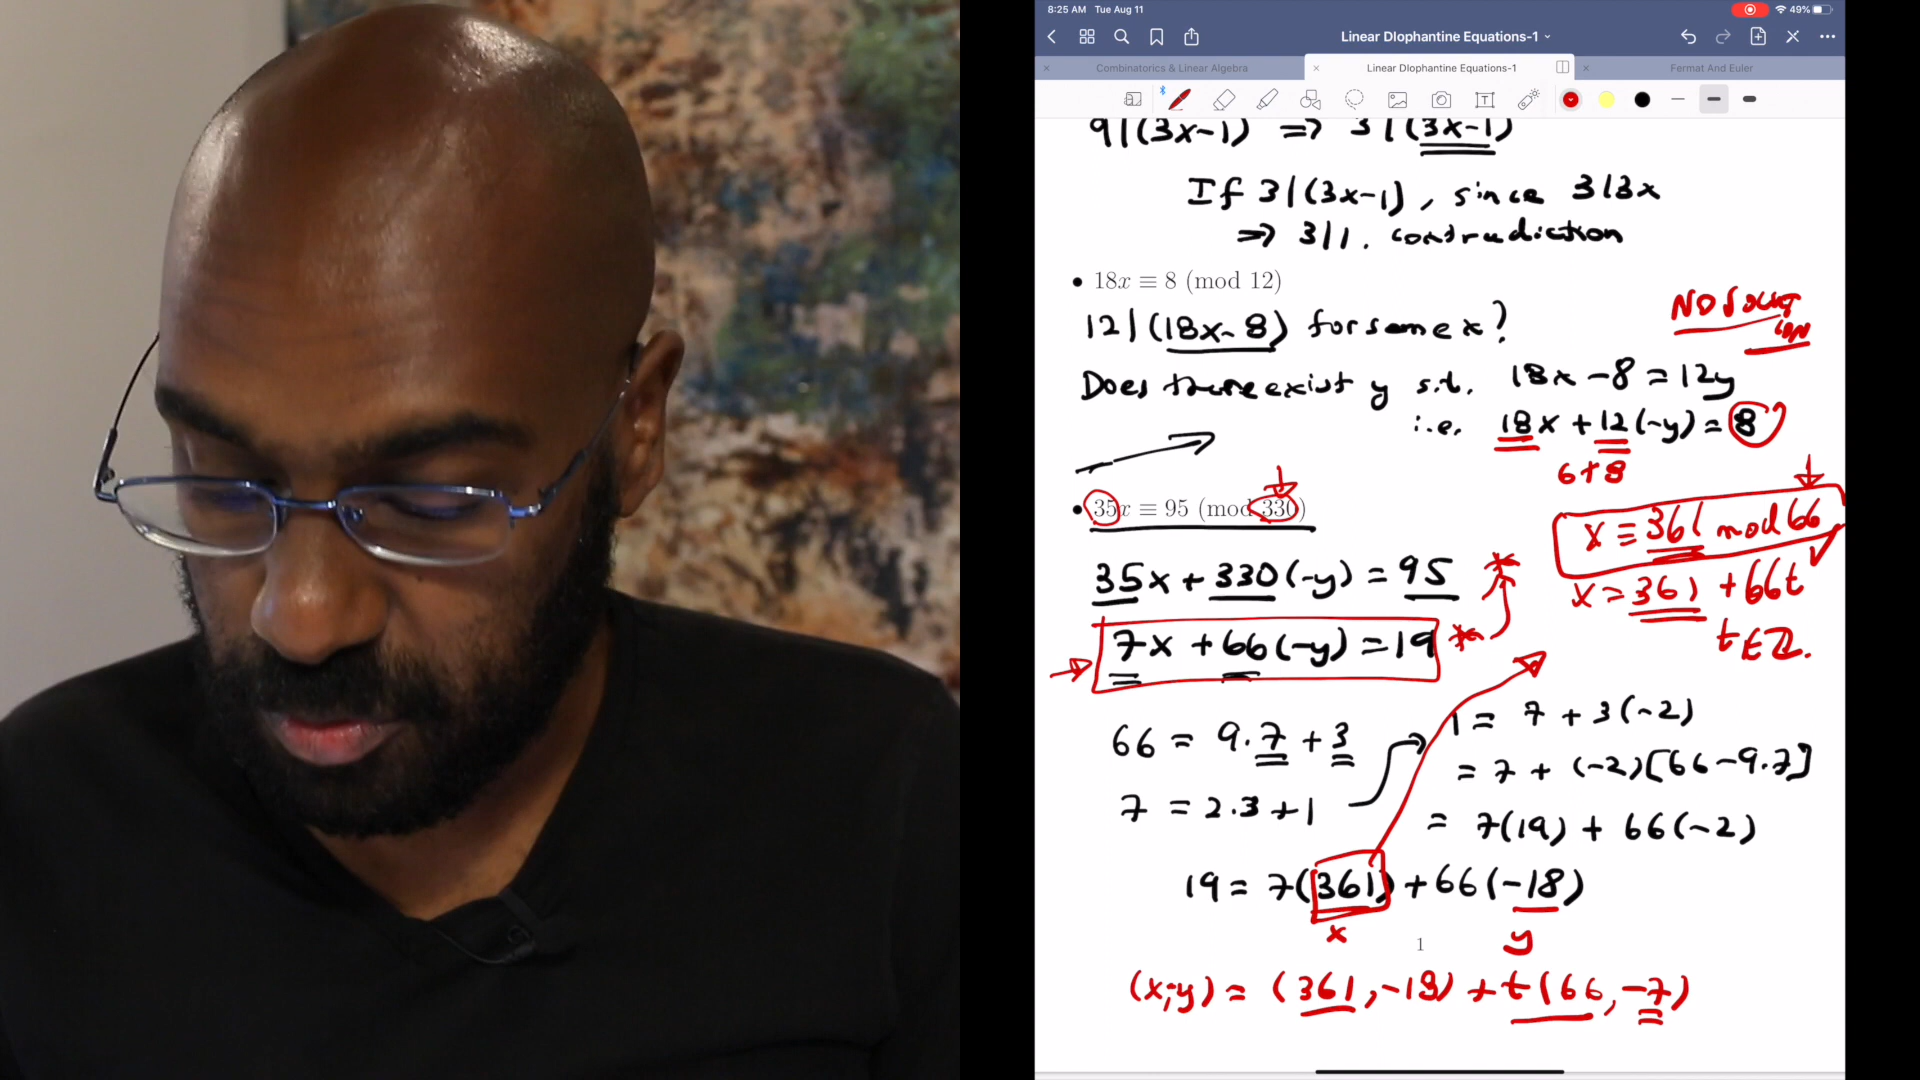 8:25 AM Tue Aug 11
49%
Linear DIophantine Equations-1
Combinatorics & Linear Algebra
Linear DIophantine Equations-1
Fermat And Euler
9|(3x-1) => 3|(3x-1)
If 3|(3x-1), since 3|3x
=> 3|1. contradiction
• 18x ≡ 8 (mod 12)
12|(18x-8) for some x?
Does there exist y s.t. 18x-8=12y
i.e. 18x+12(-y)=8
6∤8
• 35x ≡ 95 (mod 330)
x ≡ 361 mod 66
35x+330(-y)=95 *
x=361+66t
7x+66(-y)=19 *
t∈Z.
66 = 9.7+3
1 = 7+3(-2)
= 7+(-2)[66-9.7]
7 = 2.3+1
= 7(19)+66(-2)
19=7(361)+66(-18)
x y
1
(x,-y) = (361,-18)+t(66,-7)